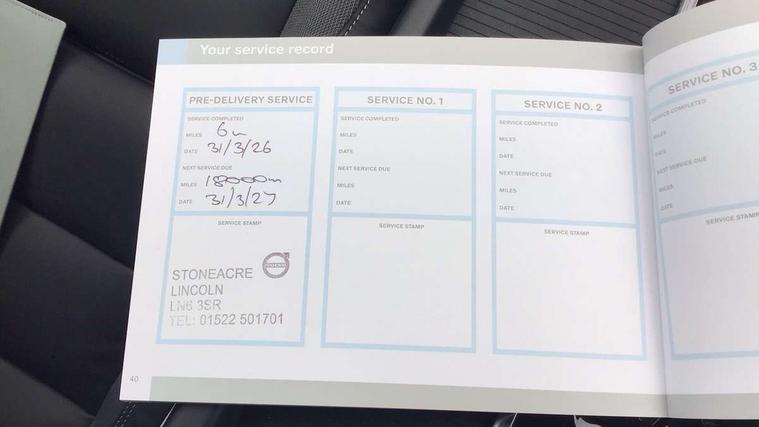 Your service record
PRE-DELIVERY SERVICE
SERVICE COMPLETED
MILES 6m
DATE 31/3/26
NEXT SERVICE DUE
MILES 18000m
DATE 31/3/27
SERVICE STAMP
VOLVO
STONEACRE
LINCOLN
LN6 3SR
TEL: 01522 501701
SERVICE NO. 1
SERVICE COMPLETED
MILES
DATE
NEXT SERVICE DUE
MILES
DATE
SERVICE STAMP
SERVICE NO. 2
SERVICE COMPLETED
MILES
DATE
NEXT SERVICE DUE
MILES
DATE
SERVICE STAMP
SERVICE NO. 3
SERVICE COMPLETED
MILES
DATE
NEXT SERVICE DUE
MILES
DATE
SERVICE STAMP
40